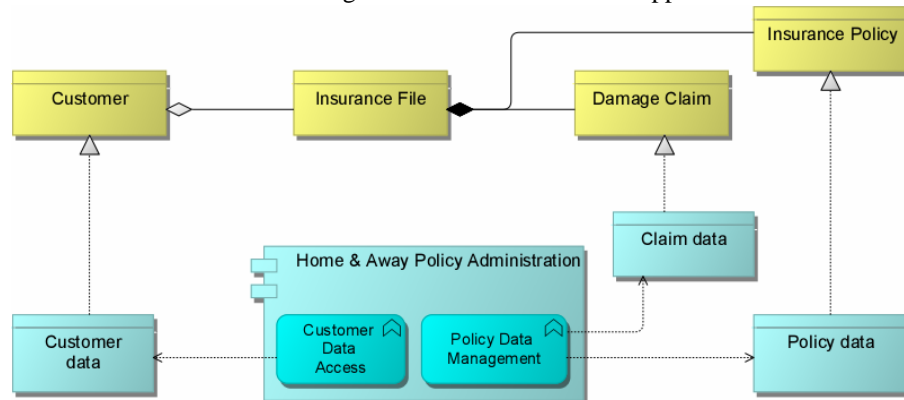 Insurance Policy
Customer
Insurance File
Damage Claim
Claim data
Home & Away Policy Administration
Customer
data
Customer
Data
Access
Policy Data
Management
Policy data